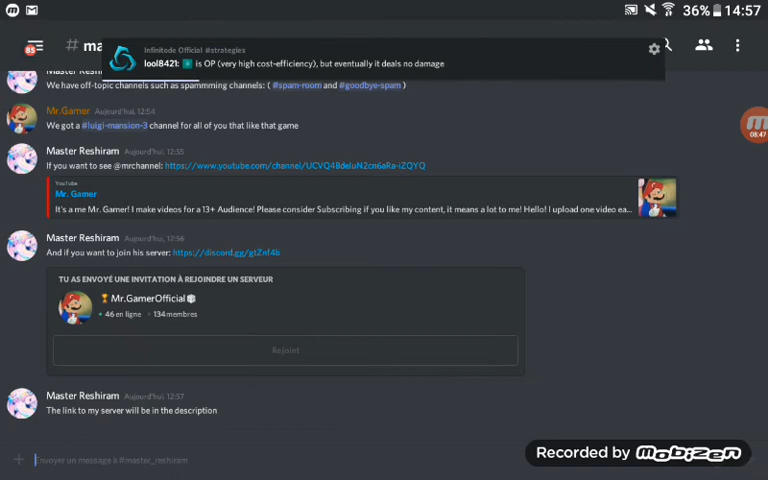 36% 14:57
85
# ma
Infinitode Official #strategies
lool8421: is OP (very high cost-efficiency), but eventually it deals no damage
Master Reshiram
We have off-topic channels such as spammming channels: ( #spam-room and #goodbye-spam )
08:47
Mr.Gamer Aujourd'hui, 12:54
We got a #luigi-mansion-3 channel for all of you that like that game
Master Reshiram Aujourd'hui, 12:55
If you want to see @mrchannel: https://www.youtube.com/channel/UCVQ4BdeIuN2cn6aRa-iZQYQ
YouTube
Mr. Gamer
It's a me Mr. Gamer! I make videos for a 13+ Audience! Please consider Subscribing if you like my content, it means a lot to me! Hello! I upload one video ea...
Master Reshiram Aujourd'hui, 12:56
And if you want to join his server: https://discord.gg/gtZnf4b
TU AS ENVOYÉ UNE INVITATION À REJOINDRE UN SERVEUR
🏆Mr.GamerOfficial🎲
46 en ligne 134 membres
Rejoint
Master Reshiram Aujourd'hui, 12:57
The link to my server will be in the description
Envoyer un message à #master_reshiram
Recorded by mobizen